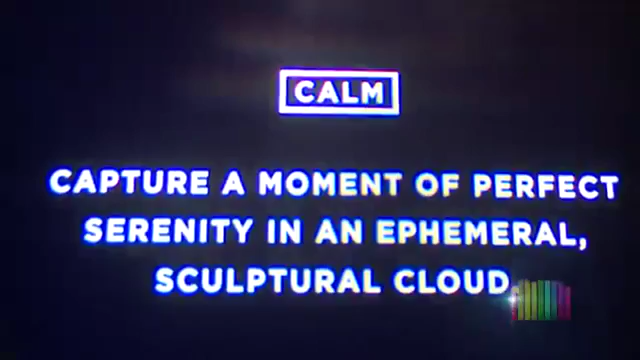 CALM
CAPTURE A MOMENT OF PERFECT
SERENITY IN AN EPHEMERAL,
SCULPTURAL CLOUD